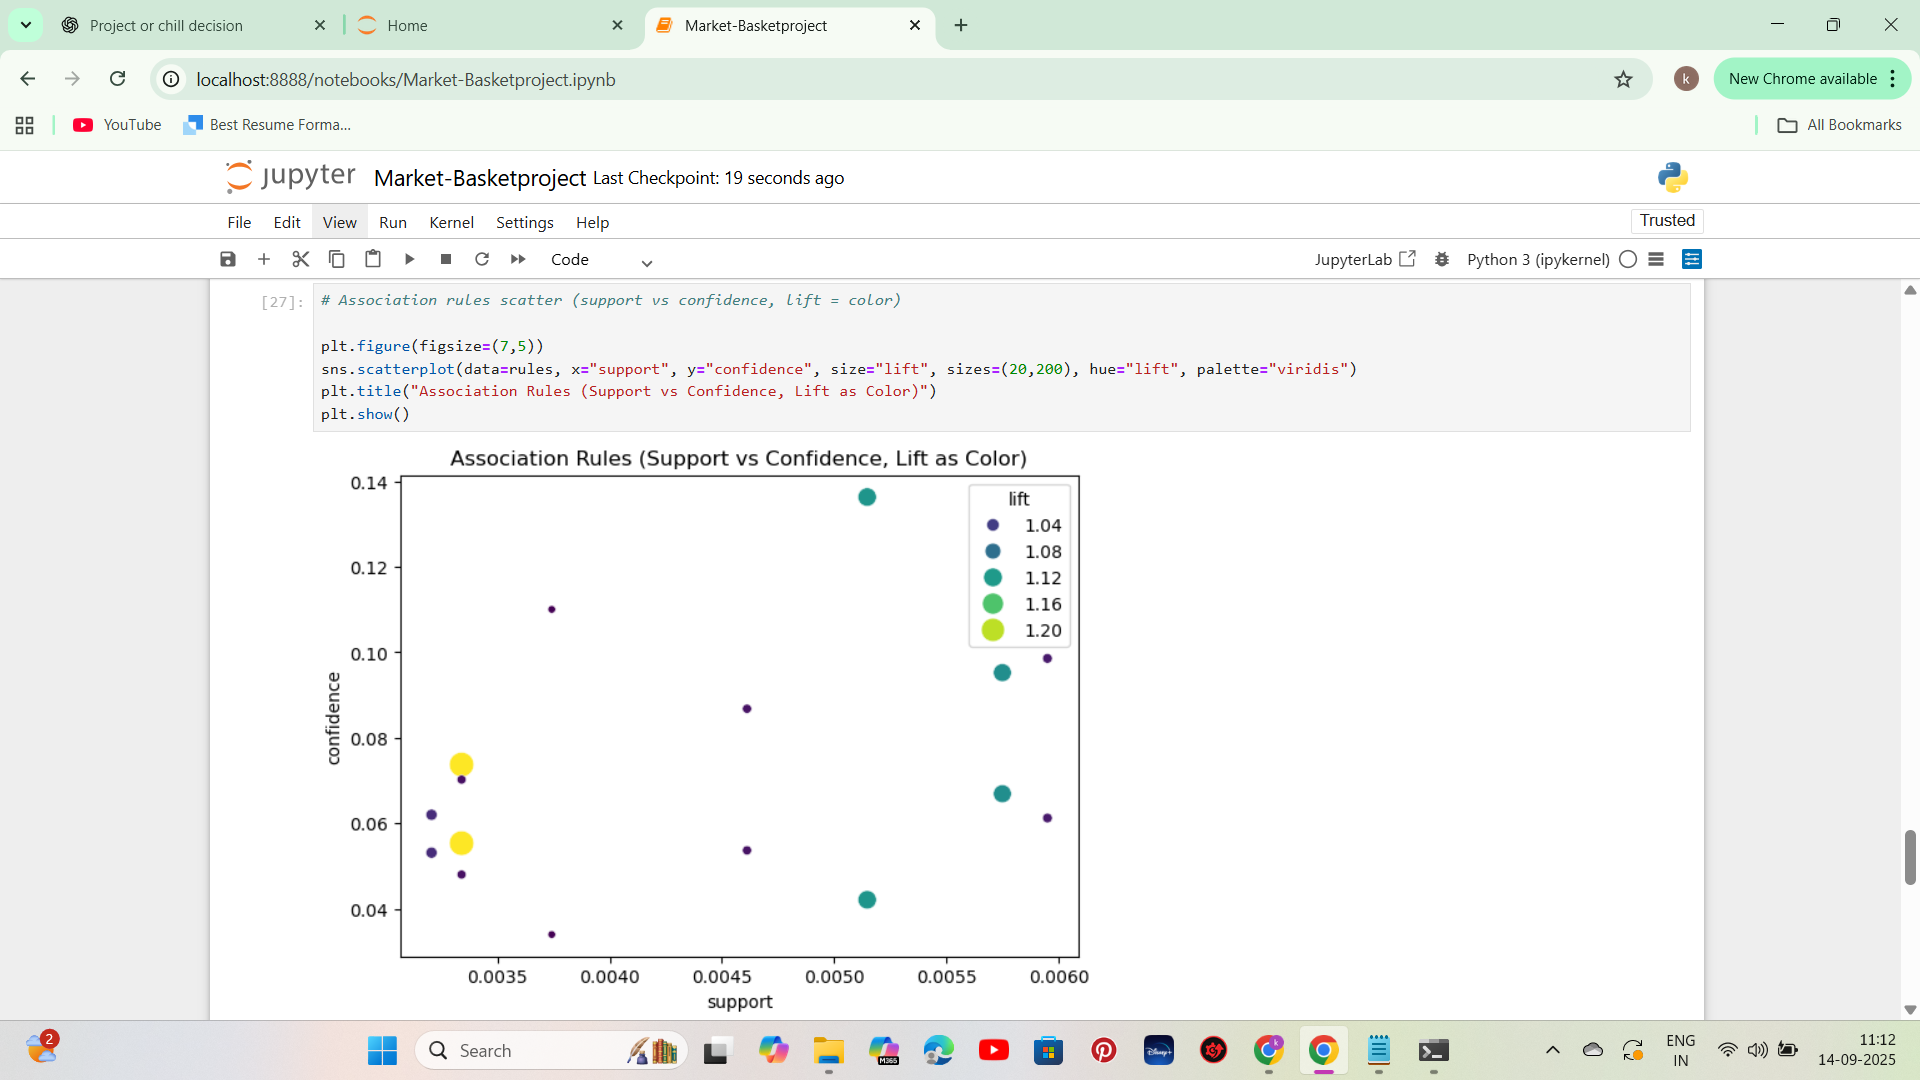 Project or chill decision
Home
Market-Basketproject
localhost:8888/notebooks/Market-Basketproject.ipynb
k
New Chrome available
YouTube
Best Resume Forma...
All Bookmarks
jupyter
Market-Basketproject Last Checkpoint: 19 seconds ago
File Edit View Run Kernel Settings Help
Trusted
Code
JupyterLab
Python 3 (ipykernel)
[27]:
# Association rules scatter (support vs confidence, lift = color)
plt.figure(figsize=(7,5))
sns.scatterplot(data=rules, x="support", y="confidence", size="lift", sizes=(20,200), hue="lift", palette="viridis")
plt.title("Association Rules (Support vs Confidence, Lift as Color)")
plt.show()
Association Rules (Support vs Confidence, Lift as Color)
0.14
0.12
0.10
0.08
0.06
0.04
confidence
lift
1.04
1.08
1.12
1.16
1.20
0.0035 0.0040 0.0045 0.0050 0.0055 0.0060
support
2
Search
M365
Disney+
k
ENG
IN
11:12
14-09-2025